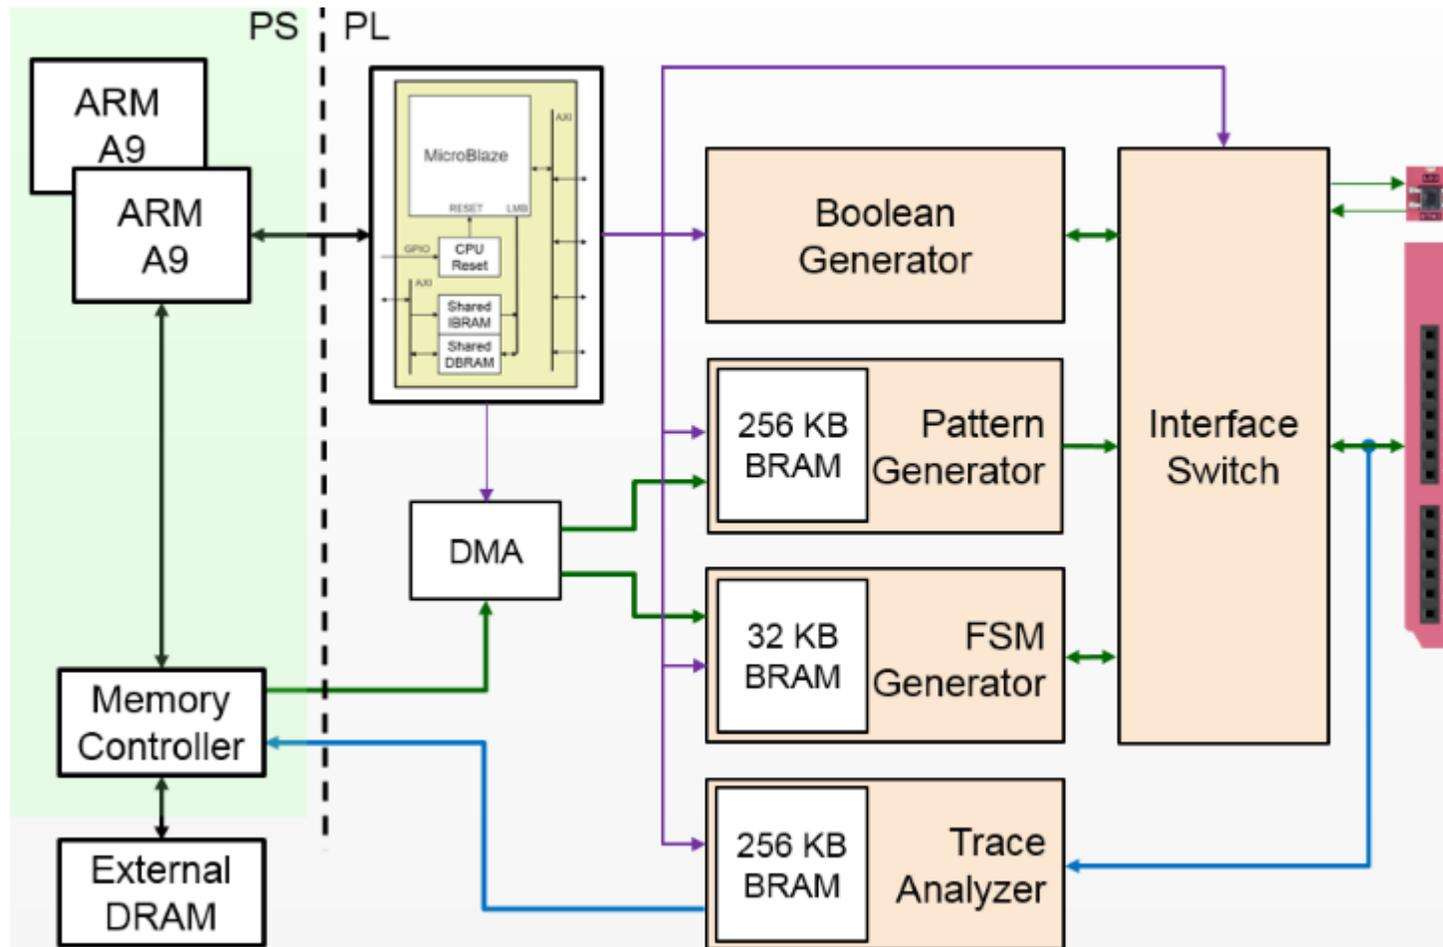 PS
PL
ARM
A9
ARM
A9
MicroBlaze
AXI
RESET
LMB
GPIO
CPU
Reset
AXI
Shared
IBRAM
Shared
DBRAM
Boolean
Generator
256 KB
BRAM
Pattern
Generator
Interface
Switch
DMA
32 KB
BRAM
FSM
Generator
Memory
Controller
256 KB
BRAM
Trace
Analyzer
External
DRAM